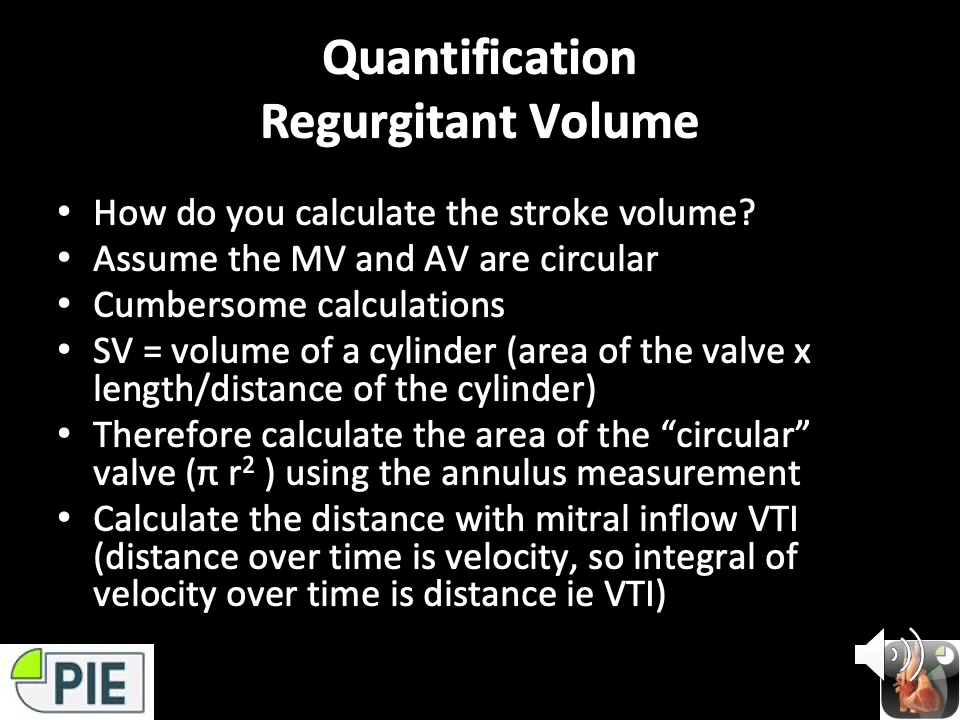 Quantification
Regurgitant Volume
• How do you calculate the stroke volume?
• Assume the MV and AV are circular
• Cumbersome calculations
• SV = volume of a cylinder (area of the valve x
length/distance of the cylinder)
• Therefore calculate the area of the “circular”
valve (π r² ) using the annulus measurement
• Calculate the distance with mitral inflow VTI
(distance over time is velocity, so integral of
velocity over time is distance ie VTI)
PIE